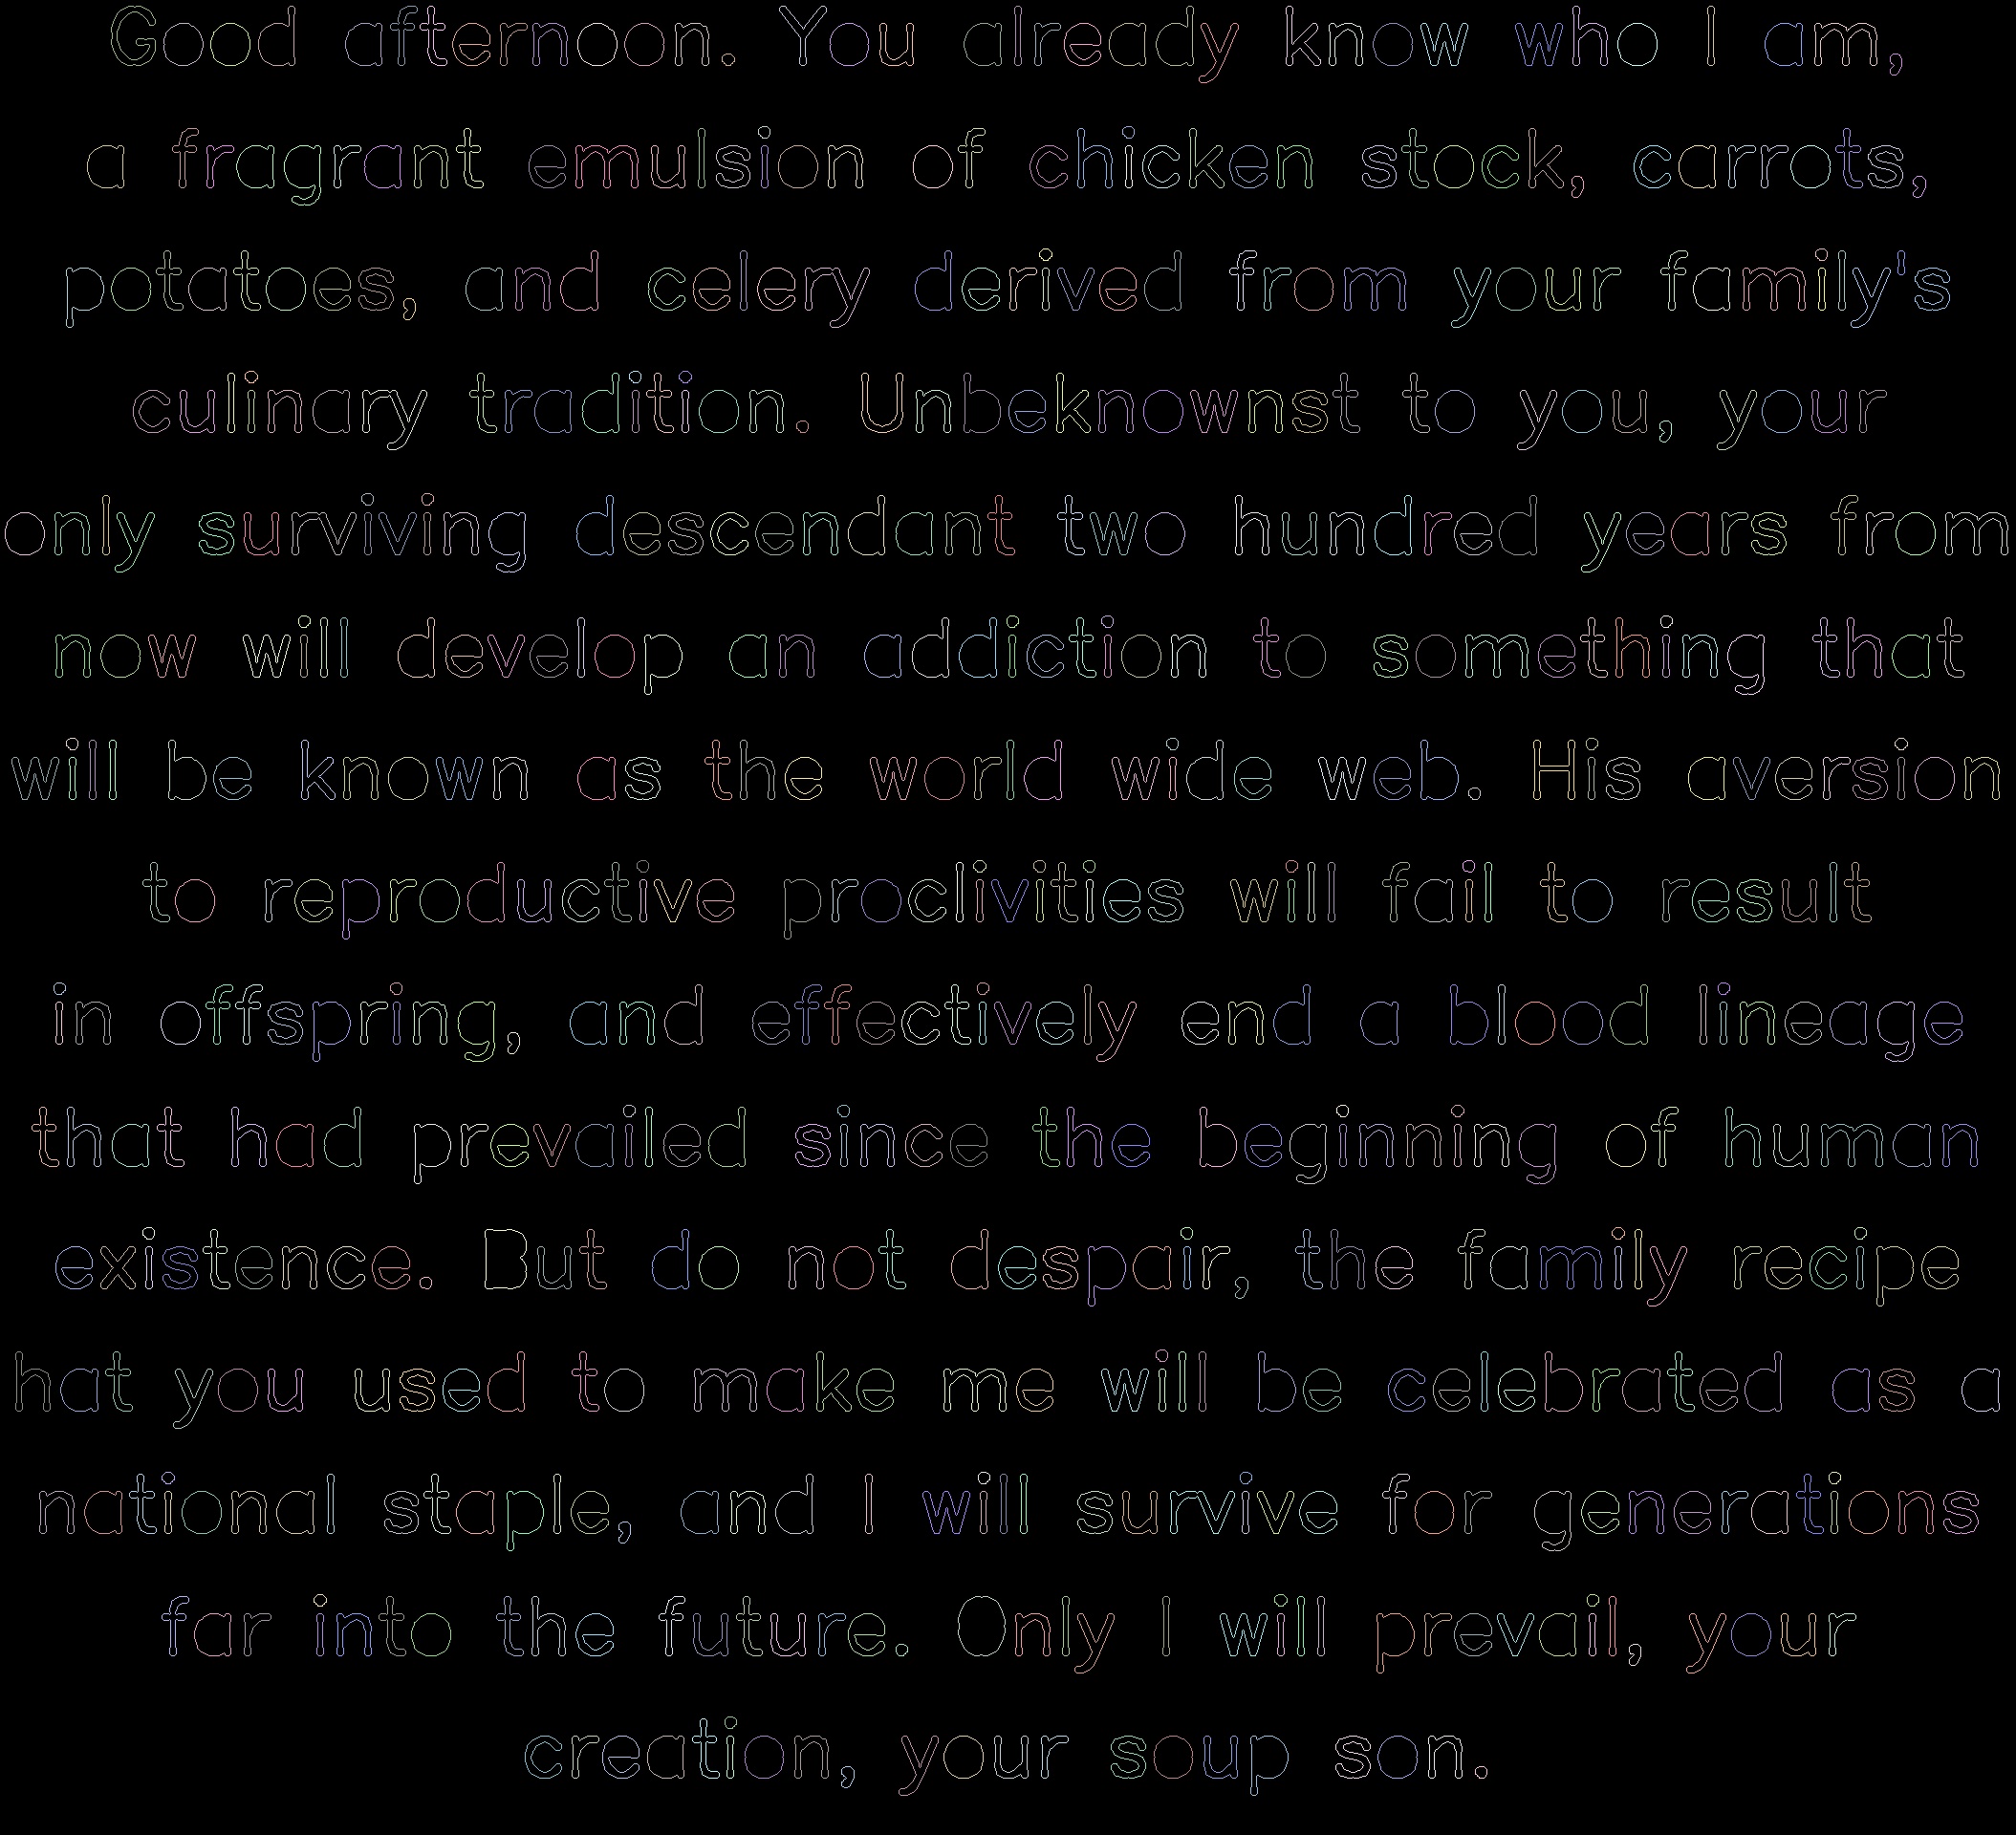 Good afternoon. You already know who I am,
a fragrant emulsion of chicken stock, carrots,
potatoes, and celery derived from your family's
culinary tradition. Unbeknownst to you, your
only surviving descendant two hundred years from
now will develop an addiction to something that
will be known as the world wide web. His aversion
to reproductive proclivities will fail to result
in offspring, and effectively end a blood lineage
that had prevailed since the beginning of human
existence. But do not despair, the family recipe
hat you used to make me will be celebrated as a
national staple, and I will survive for generations
far into the future. Only I will prevail, your
creation, your soup son.